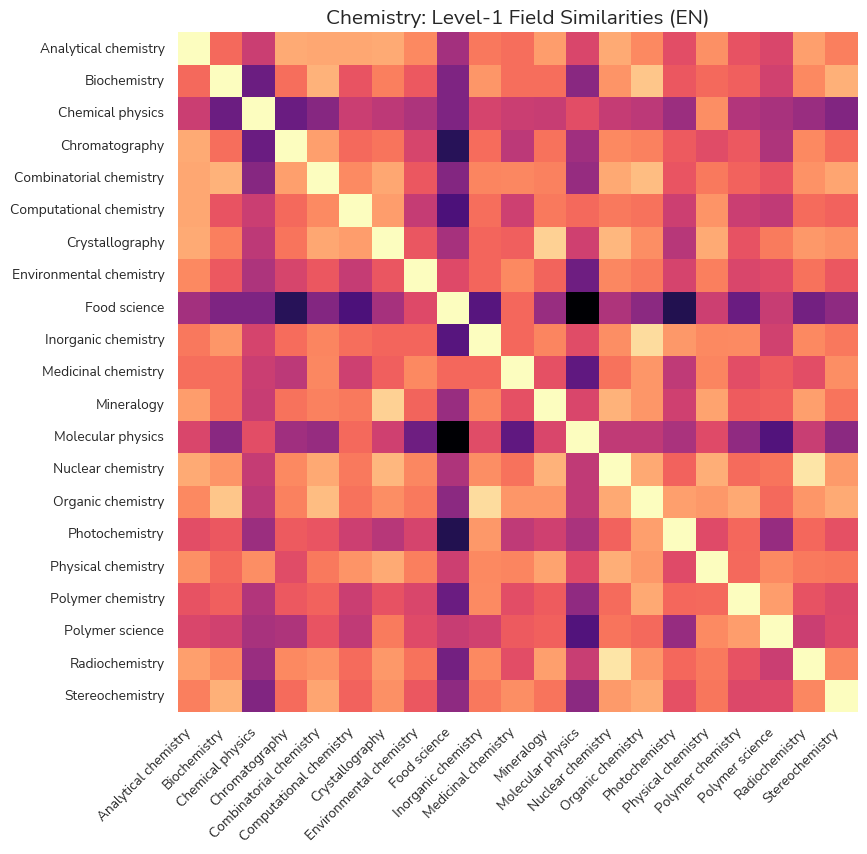 Chemistry: Level-1 Field Similarities (EN)
Analytical chemistry
Biochemistry
Chemical physics
Chromatography
Combinatorial chemistry
Computational chemistry
Crystallography
Environmental chemistry
Food science
Inorganic chemistry
Medicinal chemistry
Mineralogy
Molecular physics
Nuclear chemistry
Organic chemistry
Photochemistry
Physical chemistry
Polymer chemistry
Polymer science
Radiochemistry
Stereochemistry
Analytical chemistry
Biochemistry
Chemical physics
Chromatography
Combinatorial chemistry
Computational chemistry
Crystallography
Environmental chemistry
Food science
Inorganic chemistry
Medicinal chemistry
Mineralogy
Molecular physics
Nuclear chemistry
Organic chemistry
Photochemistry
Physical chemistry
Polymer chemistry
Polymer science
Radiochemistry
Stereochemistry